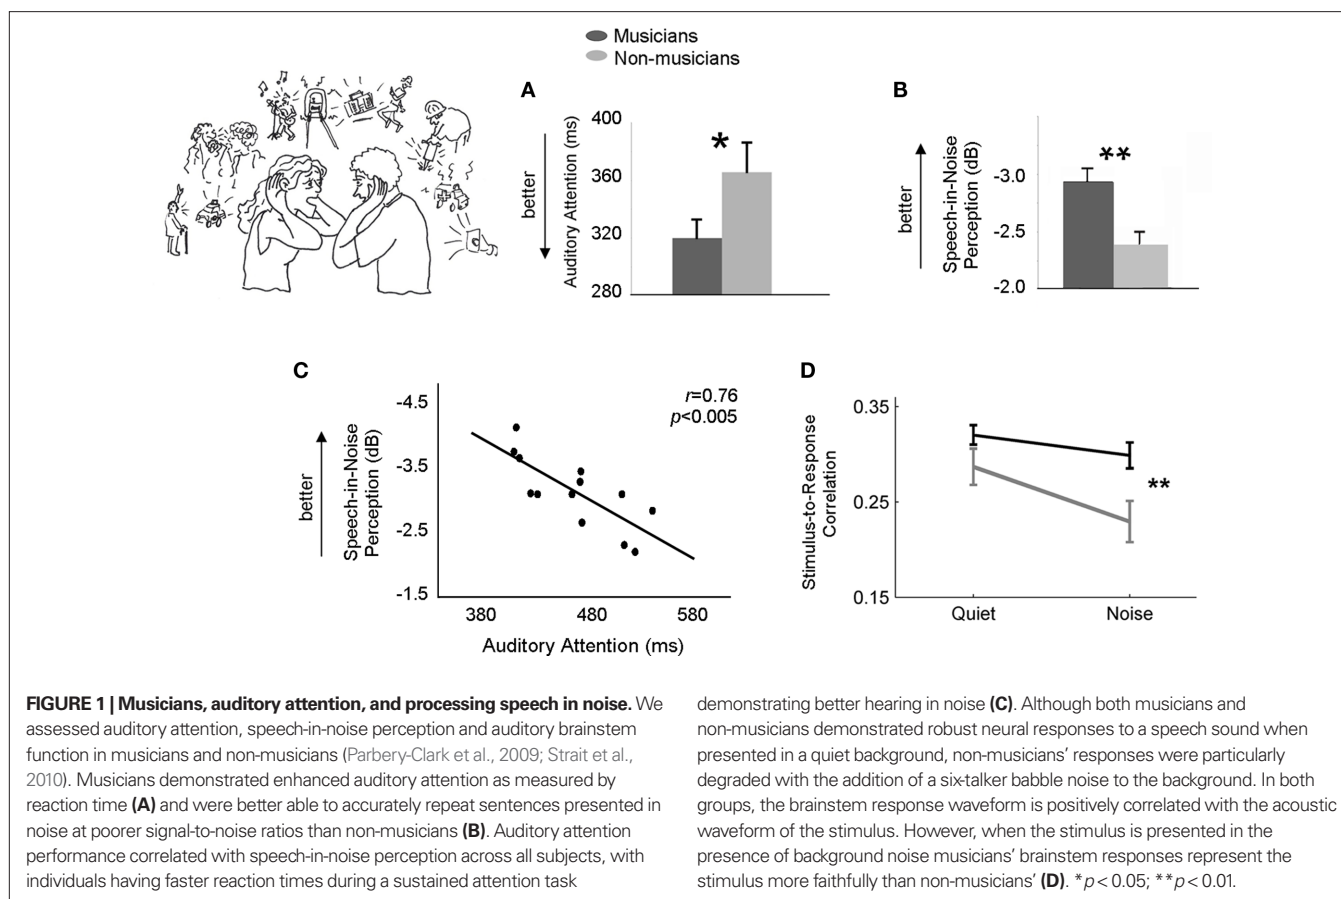 Musicians
Non-musicians
A
better
Auditory Attention (ms)
400
360
320
280
*
B
better
Speech-in-Noise
Perception (dB)
-3.0
-2.5
-2.0
**
C
better
Speech-in-Noise
Perception (dB)
-4.5
-3.5
-2.5
-1.5
r=0.76
p<0.005
380 480 580
Auditory Attention (ms)
D
Stimulus-to-Response
Correlation
0.35
0.25
0.15
**
Quiet Noise
FIGURE 1 | Musicians, auditory attention, and processing speech in noise. We
assessed auditory attention, speech-in-noise perception and auditory brainstem
function in musicians and non-musicians (Parbery-Clark et al., 2009; Strait et al.,
2010). Musicians demonstrated enhanced auditory attention as measured by
reaction time (A) and were better able to accurately repeat sentences presented in
noise at poorer signal-to-noise ratios than non-musicians (B). Auditory attention
performance correlated with speech-in-noise perception across all subjects, with
individuals having faster reaction times during a sustained attention task
demonstrating better hearing in noise (C). Although both musicians and
non-musicians demonstrated robust neural responses to a speech sound when
presented in a quiet background, non-musicians' responses were particularly
degraded with the addition of a six-talker babble noise to the background. In both
groups, the brainstem response waveform is positively correlated with the acoustic
waveform of the stimulus. However, when the stimulus is presented in the
presence of background noise musicians' brainstem responses represent the
stimulus more faithfully than non-musicians' (D). *p < 0.05; **p < 0.01.